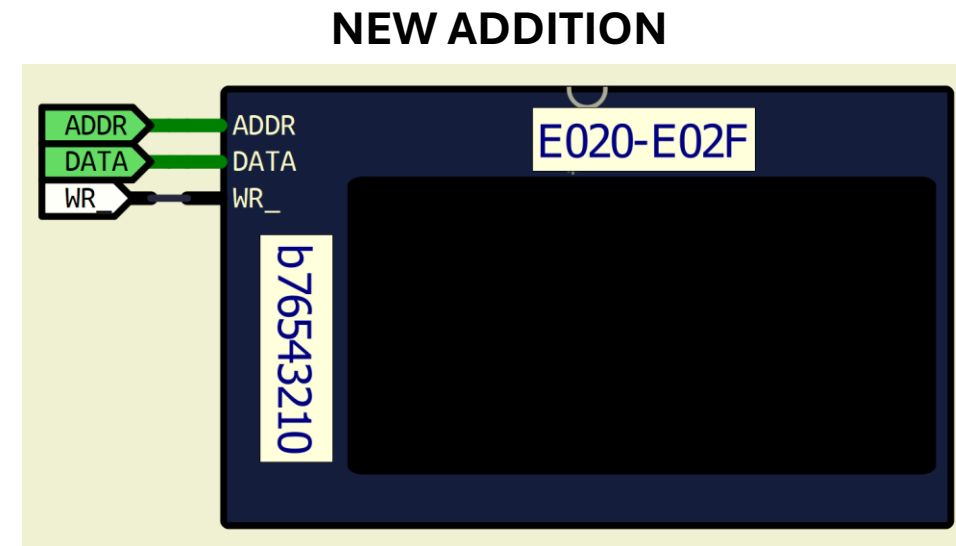 NEW ADDITION
ADDR
DATA
WR_
ADDR
DATA
WR_
E020-E02F
b76543210